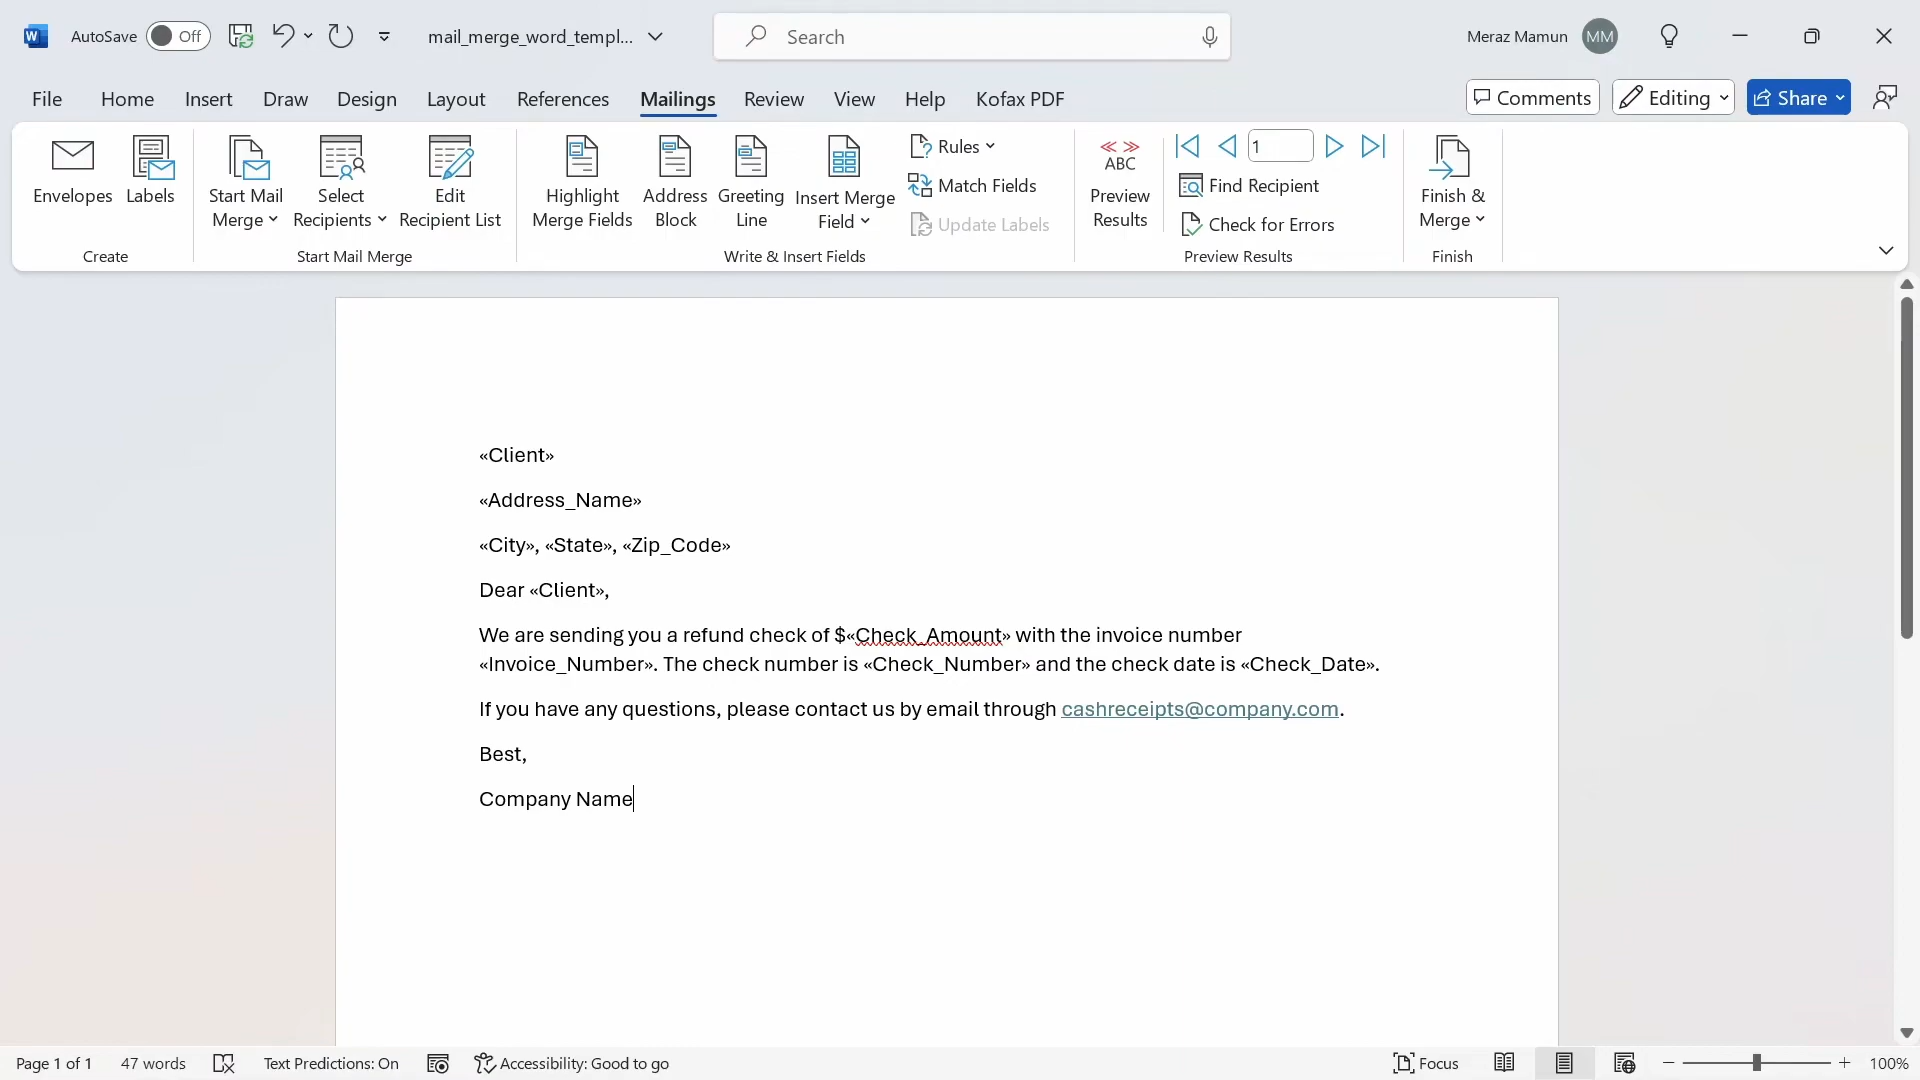 AutoSave Off mail_merge_word_templ... Search Meraz Mamun MM
File Home Insert Draw Design Layout References Mailings Review View Help Kofax PDF Comments Editing Share
Envelopes Labels Start Mail Merge Select Recipients Edit Recipient List Highlight Merge Fields Address Block Greeting Line Insert Merge Field
Rules
Match Fields
Update Labels
ABC Preview Results
1
Find Recipient
Check for Errors
Finish & Merge
Create Start Mail Merge Write & Insert Fields Preview Results Finish
«Client»
«Address_Name»
«City», «State», «Zip_Code»
Dear «Client»,
We are sending you a refund check of $«Check_Amount» with the invoice number
«Invoice_Number». The check number is «Check_Number» and the check date is «Check_Date».
If you have any questions, please contact us by email through cashreceipts@company.com.
Best,
Company Name
Page 1 of 1 47 words Text Predictions: On Accessibility: Good to go Focus 100%